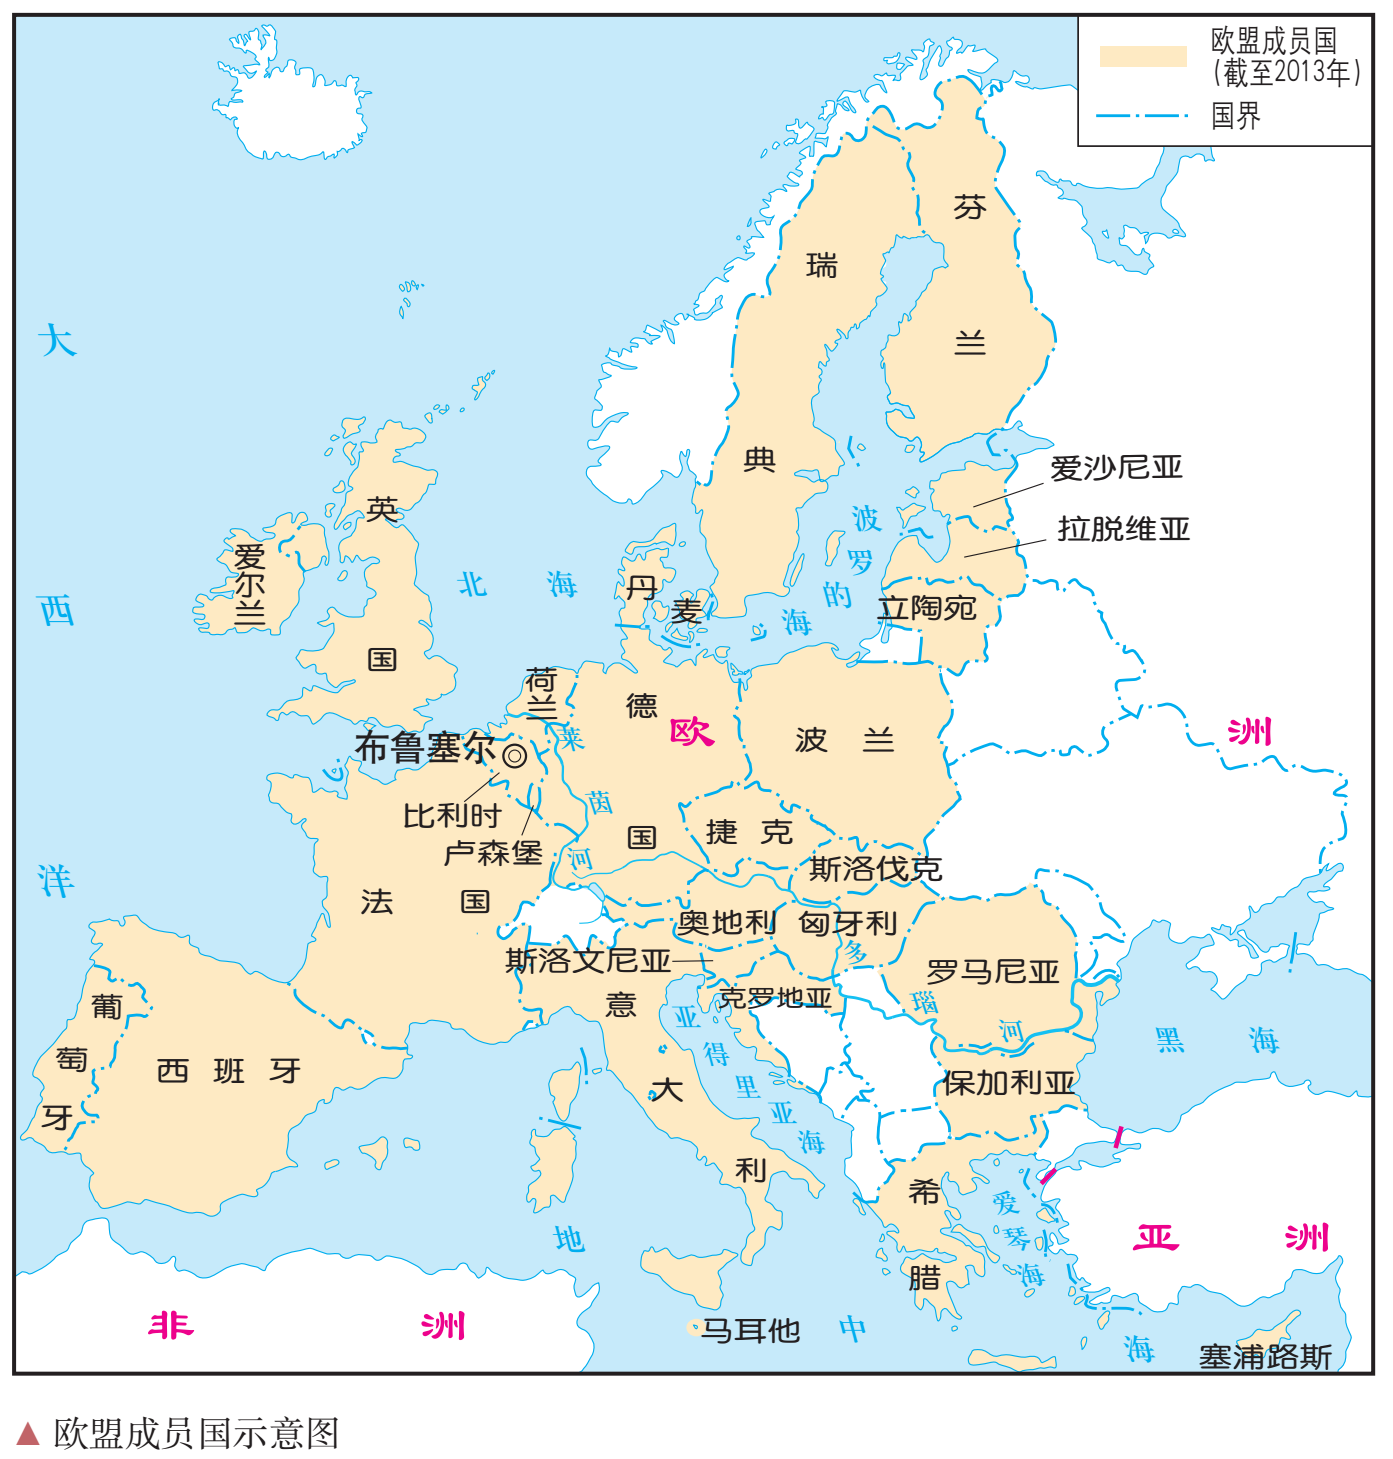 欧盟成员国
(截至2013年)
国界
芬
兰
瑞
典
大
西
洋
爱沙尼亚
拉脱维亚
立陶宛
波
罗
的
海
英
国
爱
尔
兰
北 海
丹
麦
荷
兰
德
国
欧 洲
波 兰
布鲁塞尔
比利时
卢森堡
莱
茵
河
捷 克
斯洛伐克
法 国
奥地利
匈牙利
斯洛文尼亚
克罗地亚
多
瑙
河
罗马尼亚
葡
萄
牙
西 班 牙
意
大
利
亚
得
里
亚
海
保加利亚
黑 海
希
腊
爱
琴
海
亚 洲
非 洲
地
中
海
马耳他
塞浦路斯
▲ 欧盟成员国示意图